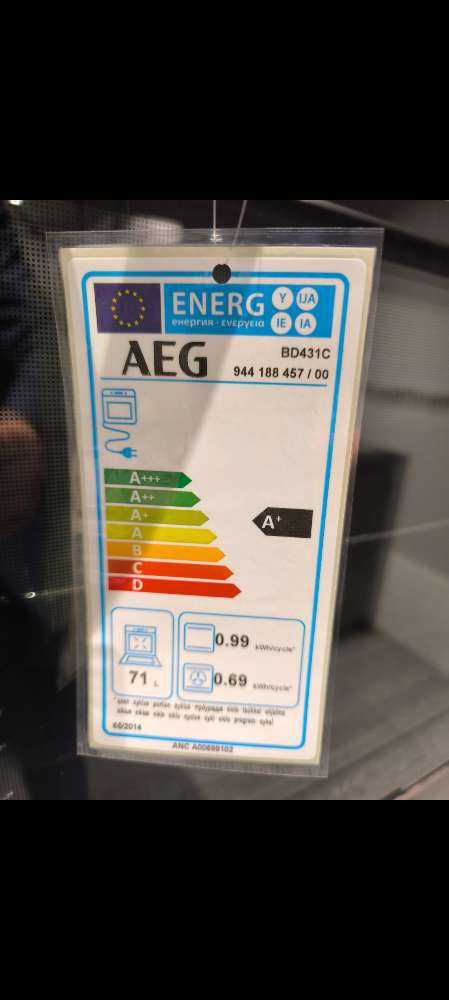 ENERG
енергия · ενεργεια
Y IJA
IE IA
AEG
BD431C
944 188 457 / 00
A+++
A++
A+
A
B
C
D
A+
0.99 kWh/cycle*
71 L
0.69 kWh/cycle*
65/2014
ANC A00699102